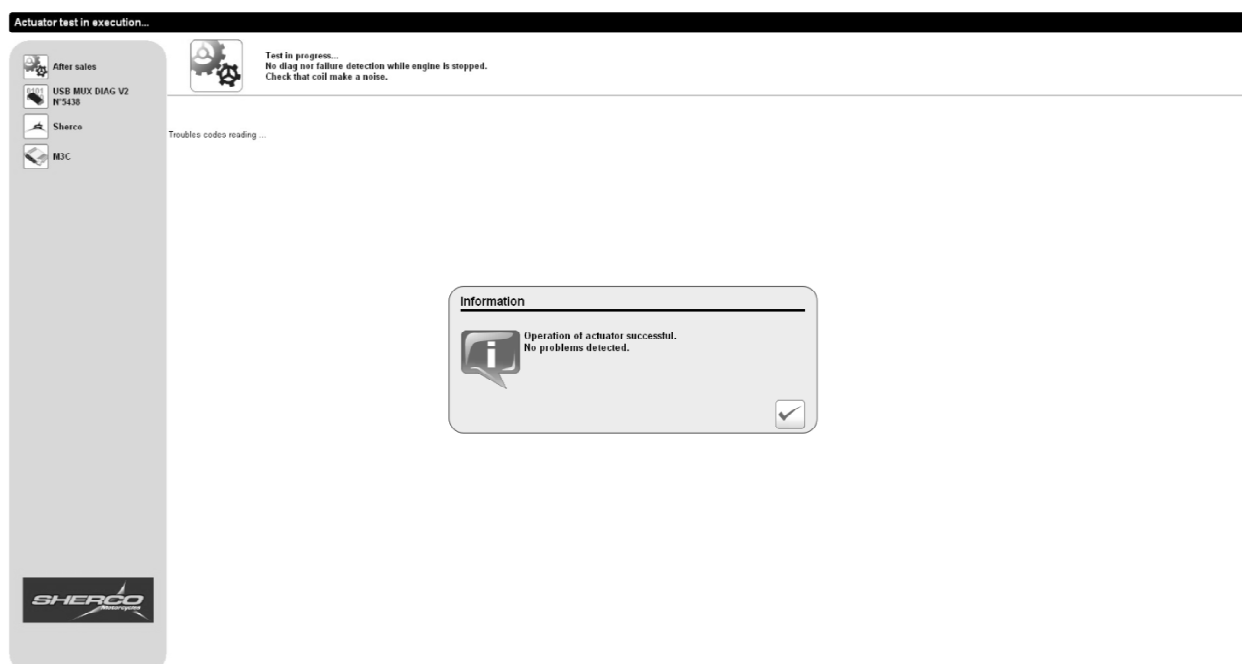 Actuator test in execution...
After sales
USB MUX DIAG V2
N°5438
Sherco
M3C
Test in progress...
No diag nor failure detection while engine is stopped.
Check that coil make a noise.
Troubles codes reading ...
Information
Operation of actuator successful.
No problems detected.
SHERCO
Motorcycles